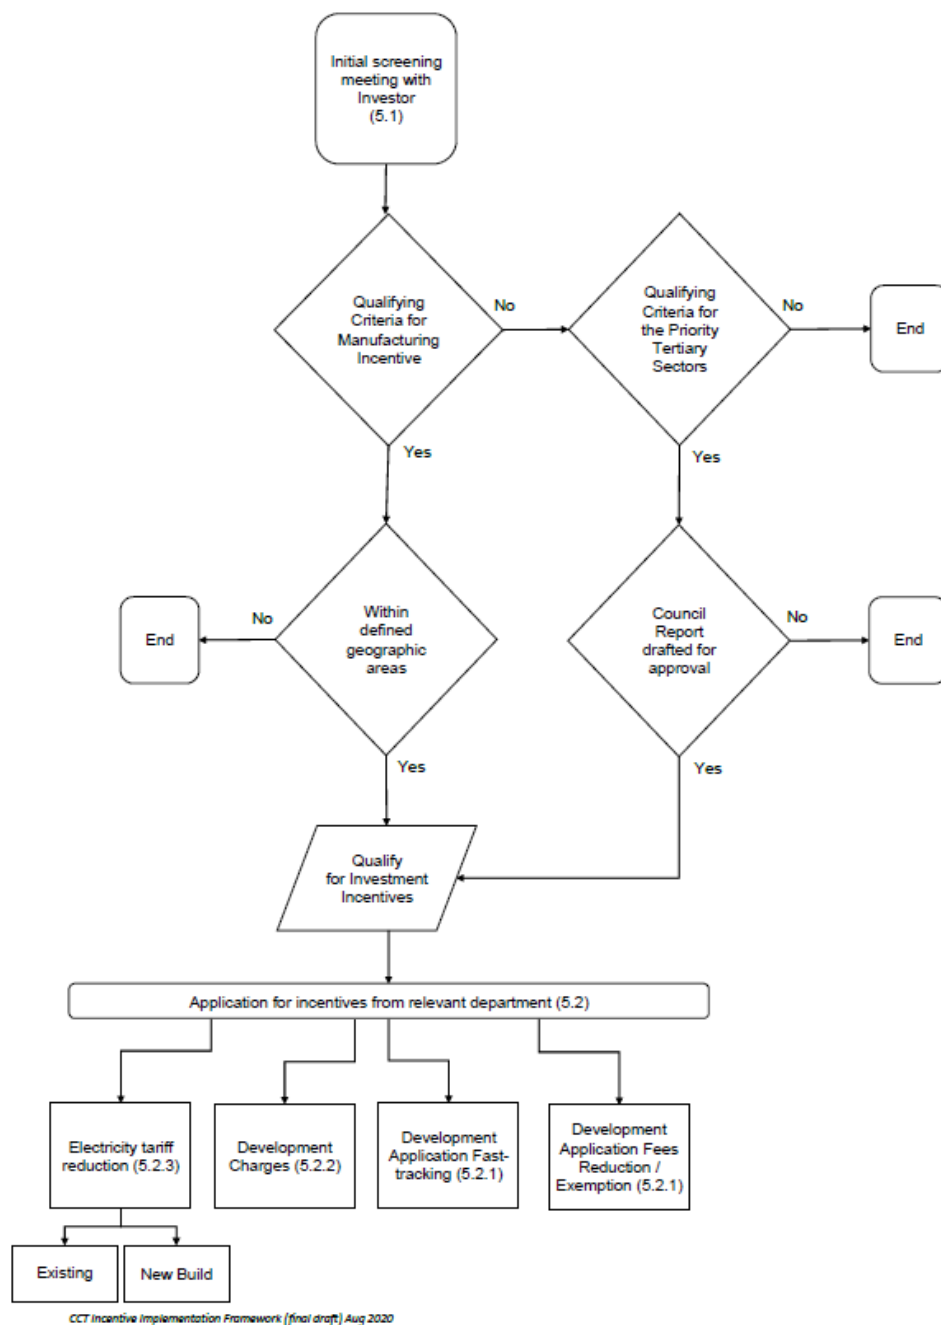 Initial screening
meeting with
Investor
(5.1)
Qualifying
Criteria for
Manufacturing
Incentive
No
Qualifying
Criteria for
the Priority
Tertiary
Sectors
No
End
Yes
Yes
End
No
Within
defined
geographic
areas
Council
Report
drafted for
approval
No
End
Yes
Yes
Qualify
for Investment
Incentives
Application for incentives from relevant department (5.2)
Electricity tariff
reduction (5.2.3)
Development
Charges (5.2.2)
Development
Application Fast-
tracking (5.2.1)
Development
Application Fees
Reduction /
Exemption (5.2.1)
Existing
New Build
CCT Incentive Implementation Framework (final draft) Aug 2020